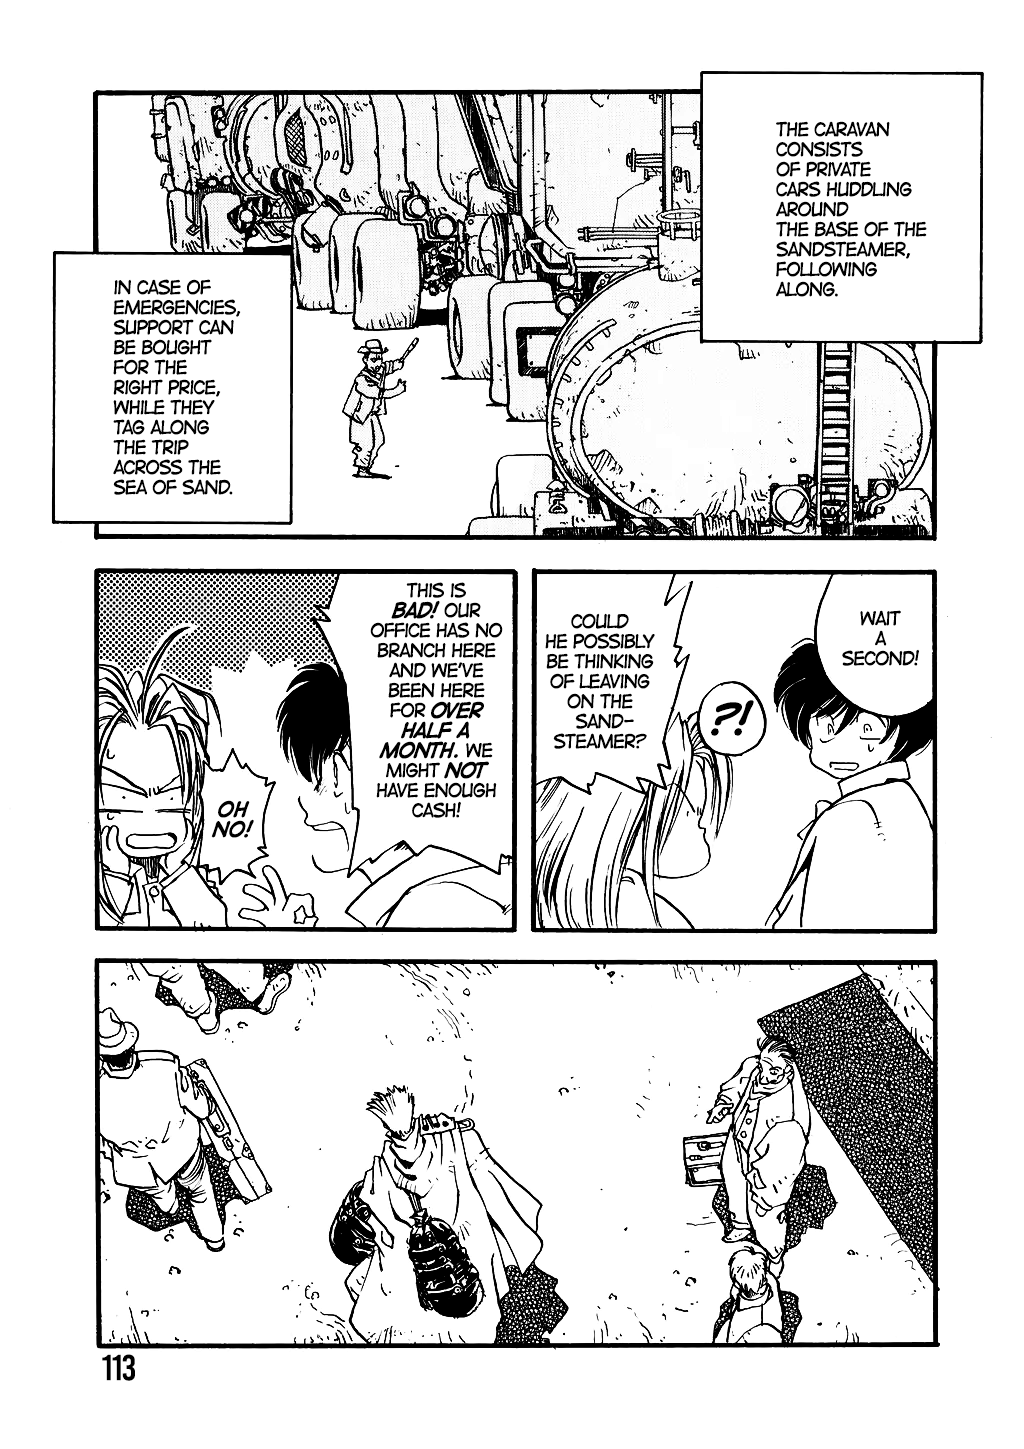 THE CARAVAN
CONSISTS
OF PRIVATE
CARS HUDDLING
AROUND
THE BASE OF THE
SANDSTEAMER,
FOLLOWING
ALONG.
IN CASE OF
EMERGENCIES,
SUPPORT CAN
BE BOUGHT
FOR THE
RIGHT PRICE,
WHILE THEY
TAG ALONG
THE TRIP
ACROSS THE
SEA OF SAND.
WAIT
A
SECOND!
?!
COULD
HE POSSIBLY
BE THINKING
OF LEAVING
ON THE
SAND-
STEAMER?
THIS IS
BAD! OUR
OFFICE HAS NO
BRANCH HERE
AND WE'VE
BEEN HERE
FOR OVER
HALF A
MONTH. WE
MIGHT NOT
HAVE ENOUGH
CASH!
OH
NO!
113